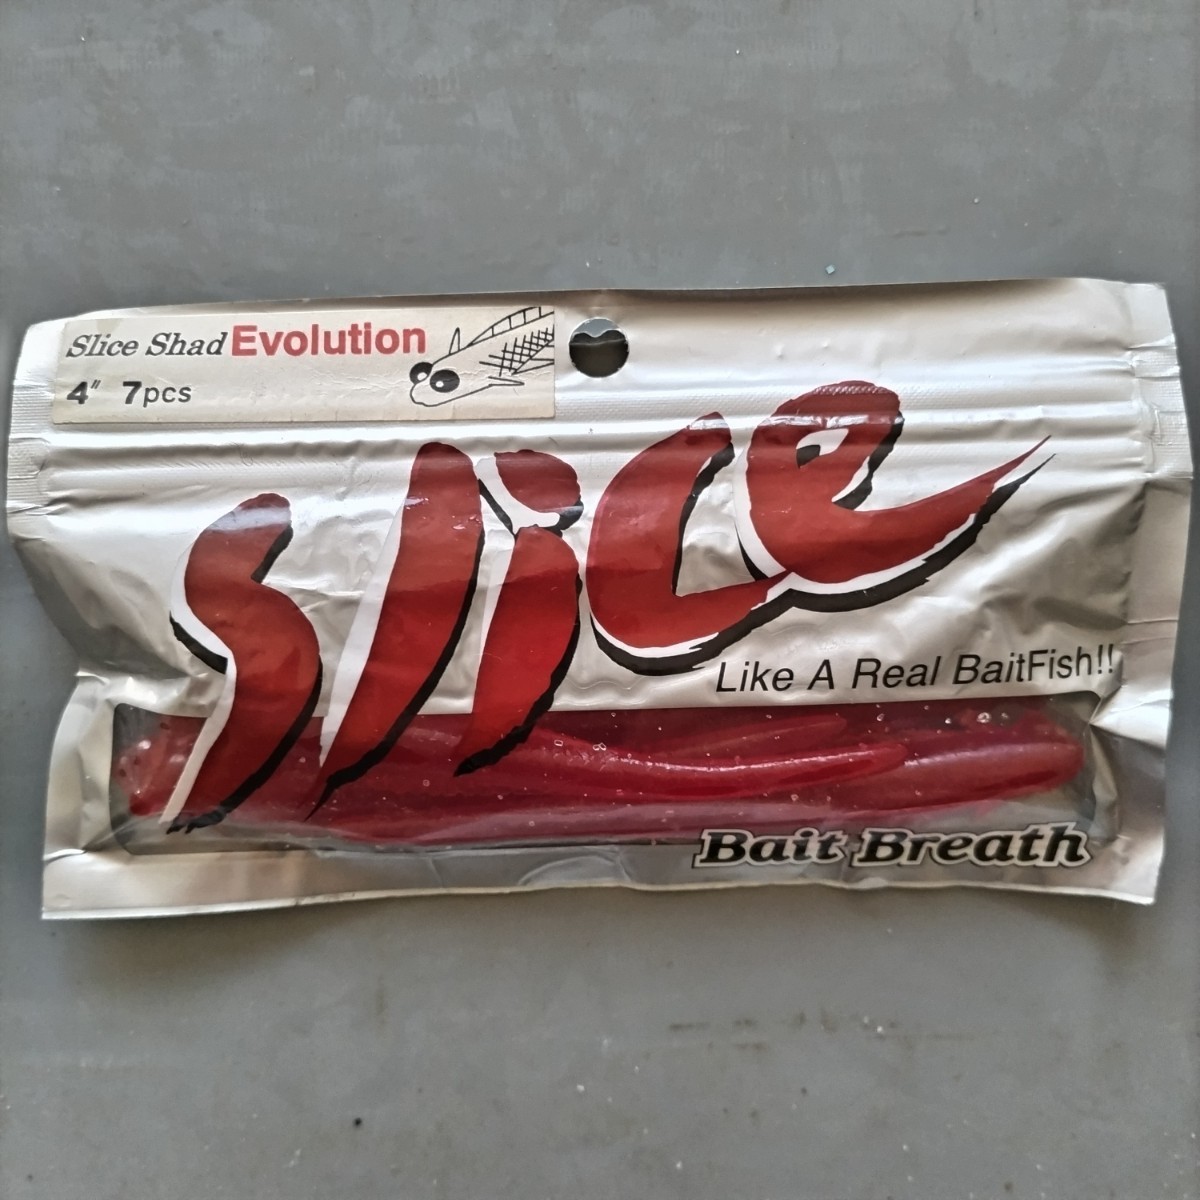 Slice Shad Evolution
4" 7pcs
Slice
Like A Real BaitFish!!
Bait Breath